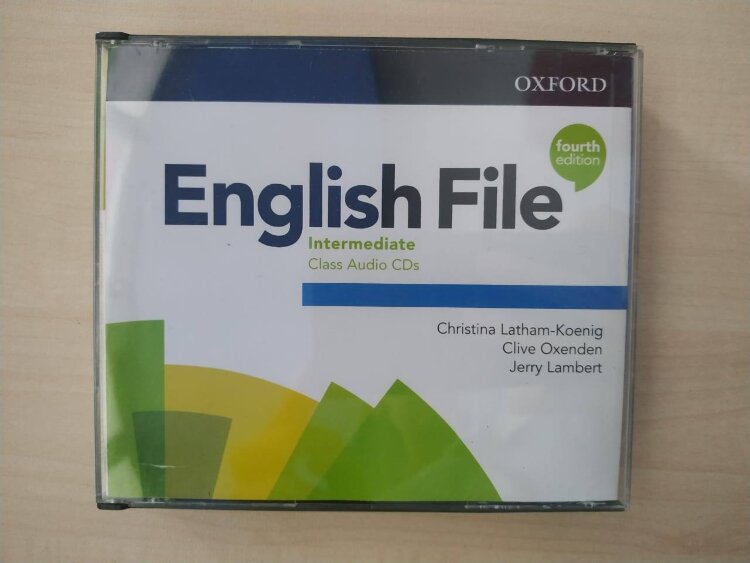 OXFORD
fourth
edition
English File
Intermediate
Class Audio CDs
Christina Latham-Koenig
Clive Oxenden
Jerry Lambert